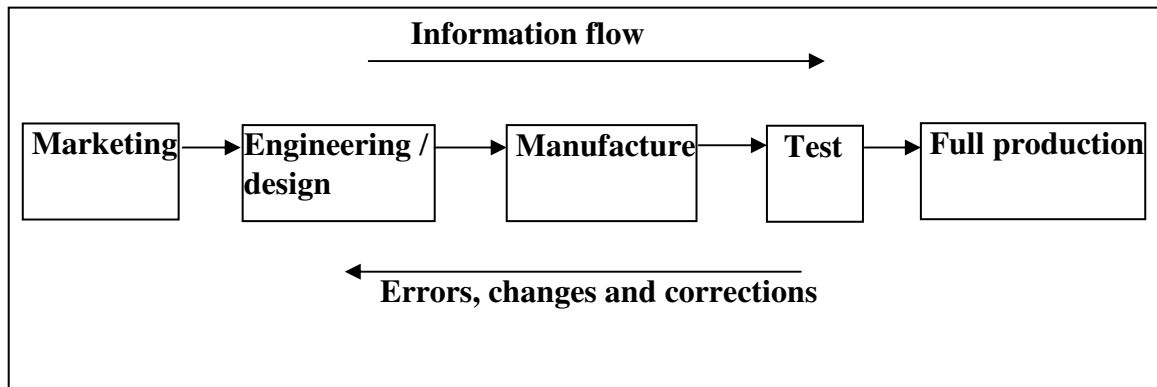 Information flow
Marketing
Engineering /
design
Manufacture
Test
Full production
Errors, changes and corrections